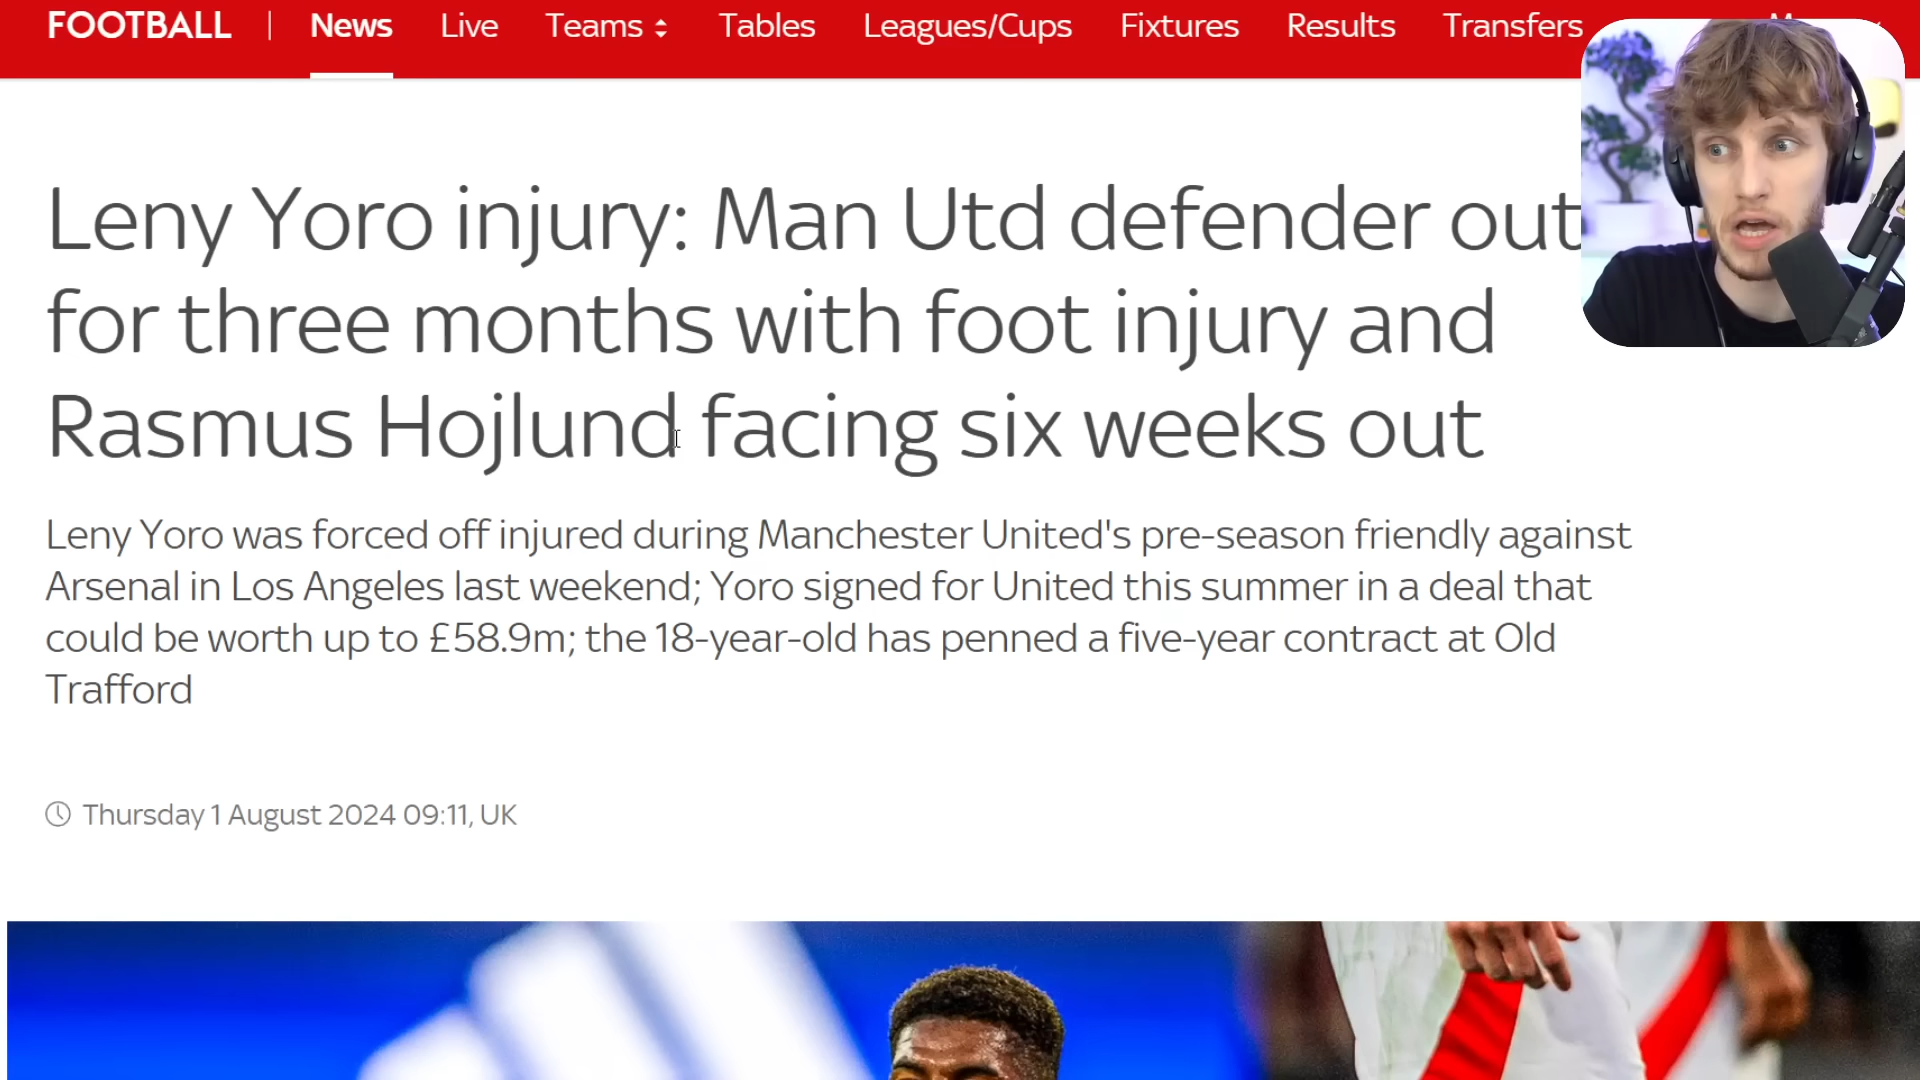 FOOTBALL | News Live Teams Tables Leagues/Cups Fixtures Results Transfers
Leny Yoro injury: Man Utd defender out
for three months with foot injury and
Rasmus Hojlund facing six weeks out
Leny Yoro was forced off injured during Manchester United's pre-season friendly against
Arsenal in Los Angeles last weekend; Yoro signed for United this summer in a deal that
could be worth up to £58.9m; the 18-year-old has penned a five-year contract at Old
Trafford
Thursday 1 August 2024 09:11, UK